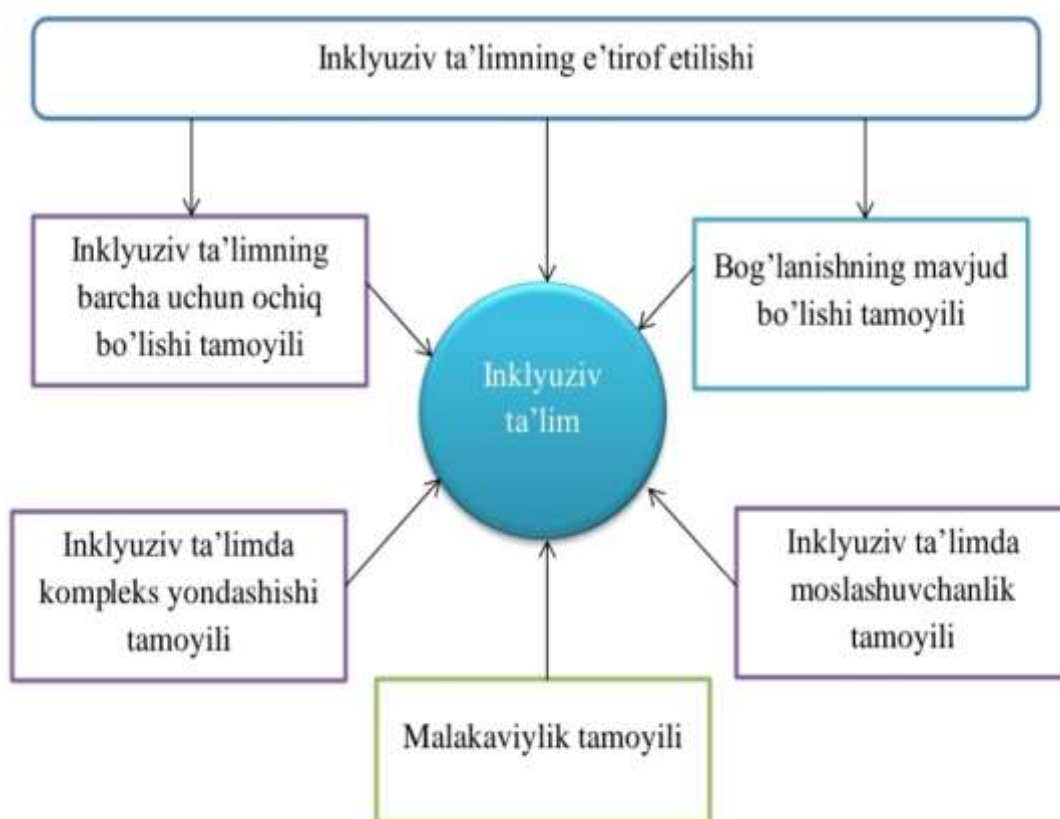 Inklyuziv ta’limning e’tirof etilishi
Inklyuziv ta’limning
barcha uchun ochiq
bo’lishi tamoyili
Bog’lanishning mavjud
bo’lishi tamoyili
Inklyuziv
ta’lim
Inklyuziv ta’limda
kompleks yondashishi
tamoyili
Inklyuziv ta’limda
moslashuvchanlik
tamoyili
Malakaviylik tamoyili